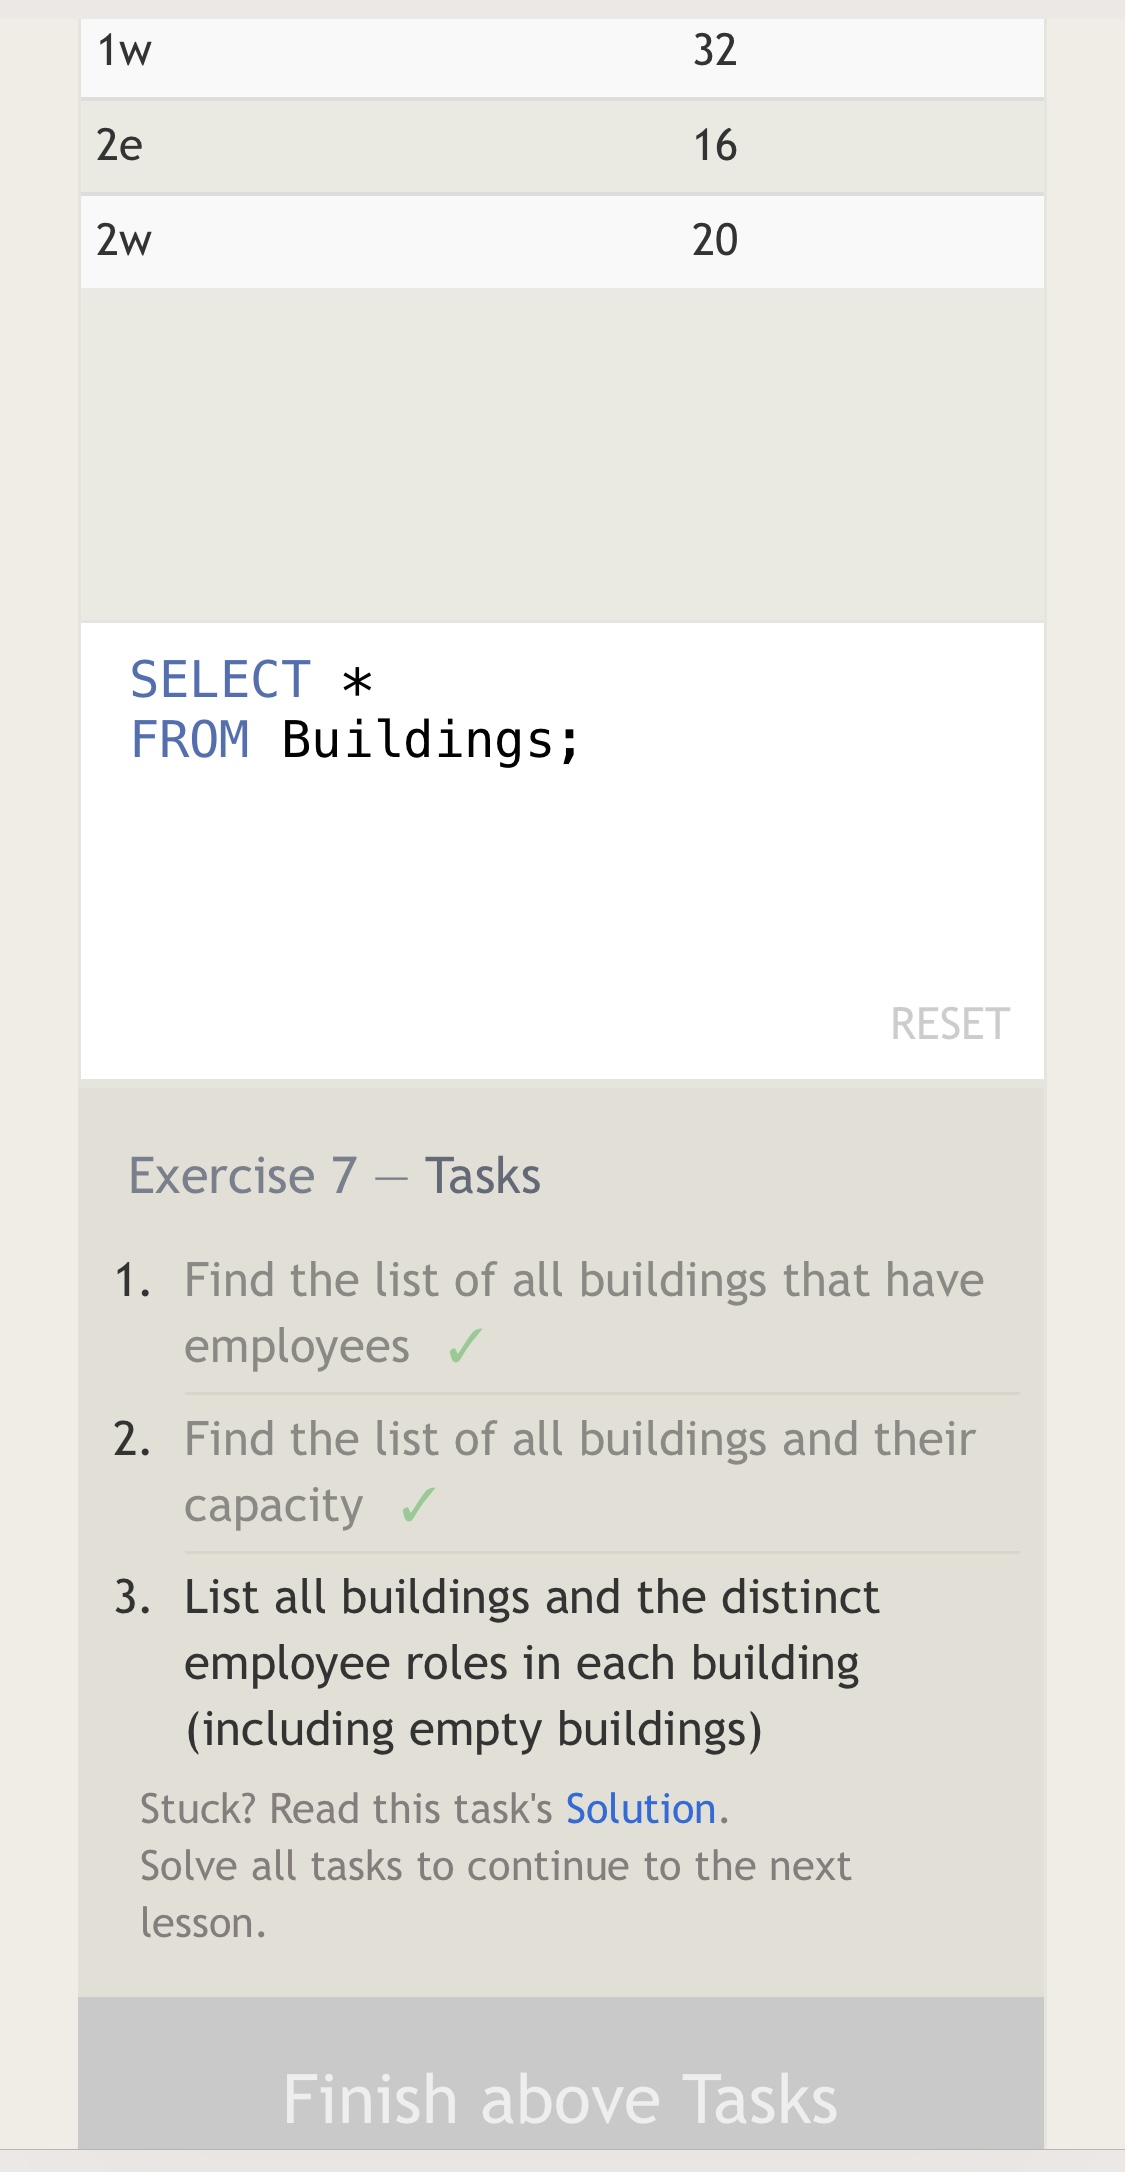 1w 32
2e 16
2w 20
SELECT *
FROM Buildings;
RESET
Exercise 7 — Tasks
1. Find the list of all buildings that have
employees ✓
2. Find the list of all buildings and their
capacity ✓
3. List all buildings and the distinct
employee roles in each building
(including empty buildings)
Stuck? Read this task's Solution.
Solve all tasks to continue to the next
lesson.
Finish above Tasks